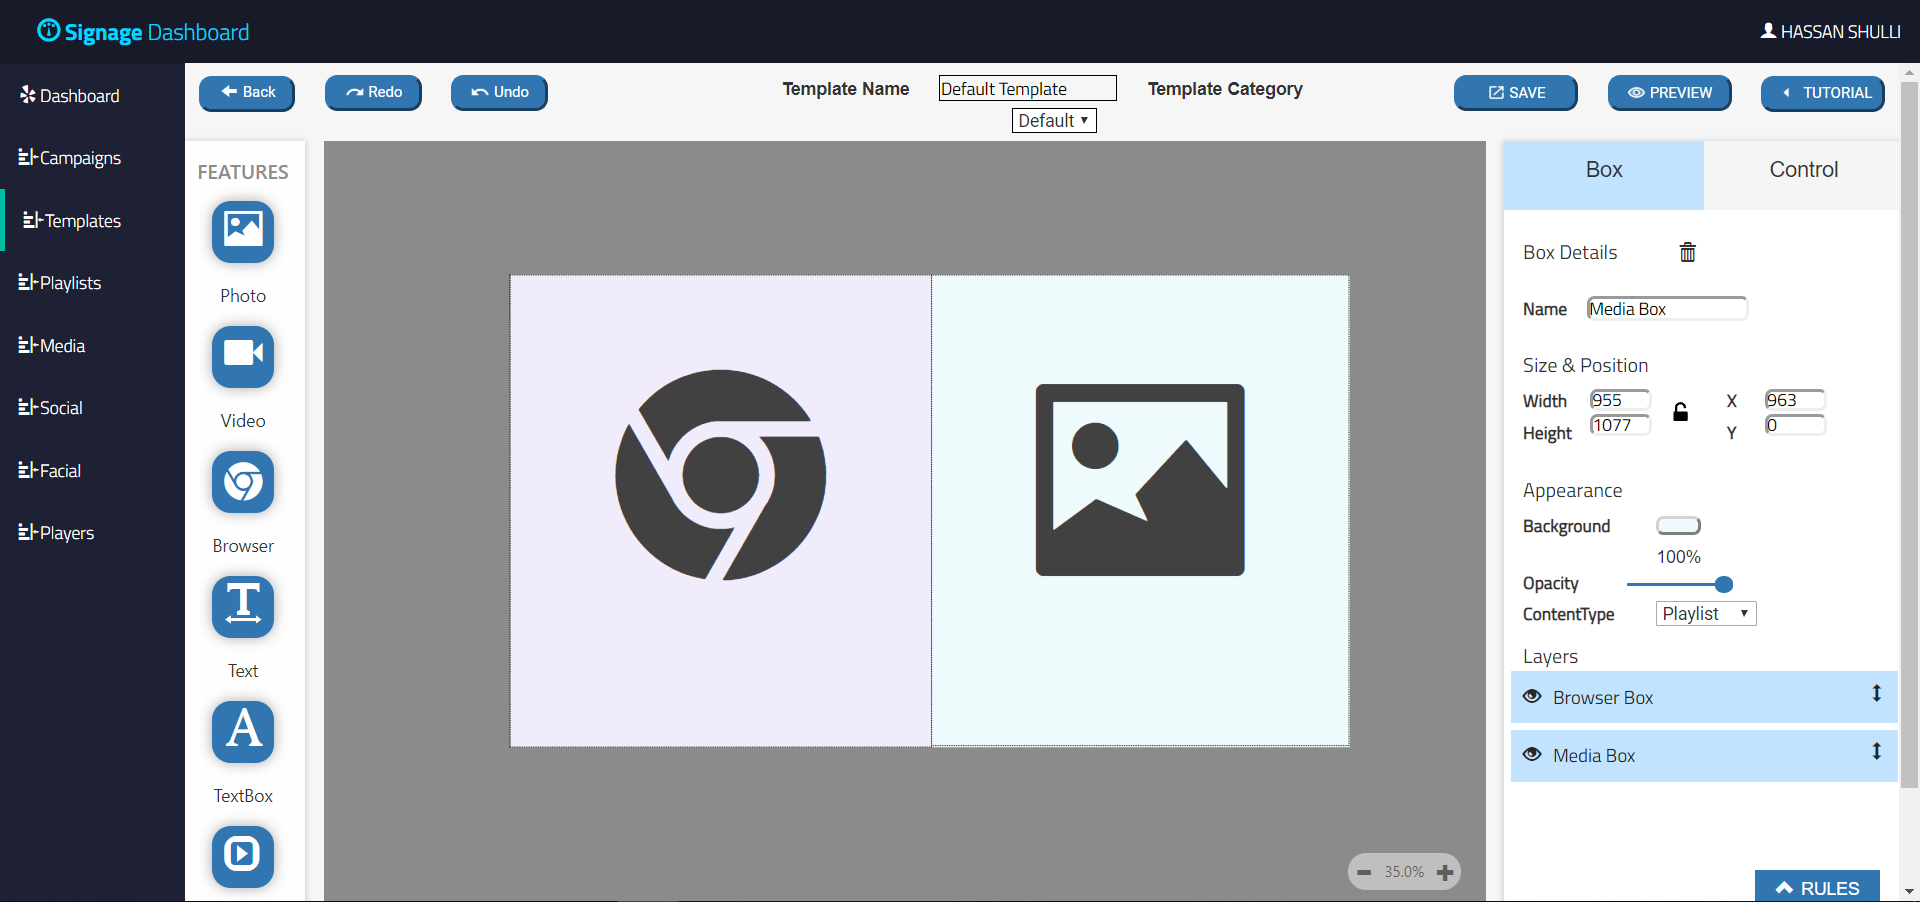 Signage Dashboard
HASSAN SHULLI
Dashboard
Campaigns
Templates
Playlists
Media
Social
Facial
Players
Back
Redo
Undo
Template Name
Default Template
Template Category
Default
SAVE
PREVIEW
TUTORIAL
FEATURES
Photo
Video
Browser
Text
TextBox
35.0%
Box
Control
Box Details
Name
Media Box
Size & Position
Width
955
X
963
Height
1077
Y
0
Appearance
Background
100%
Opacity
ContentType
Playlist
Layers
Browser Box
Media Box
RULES